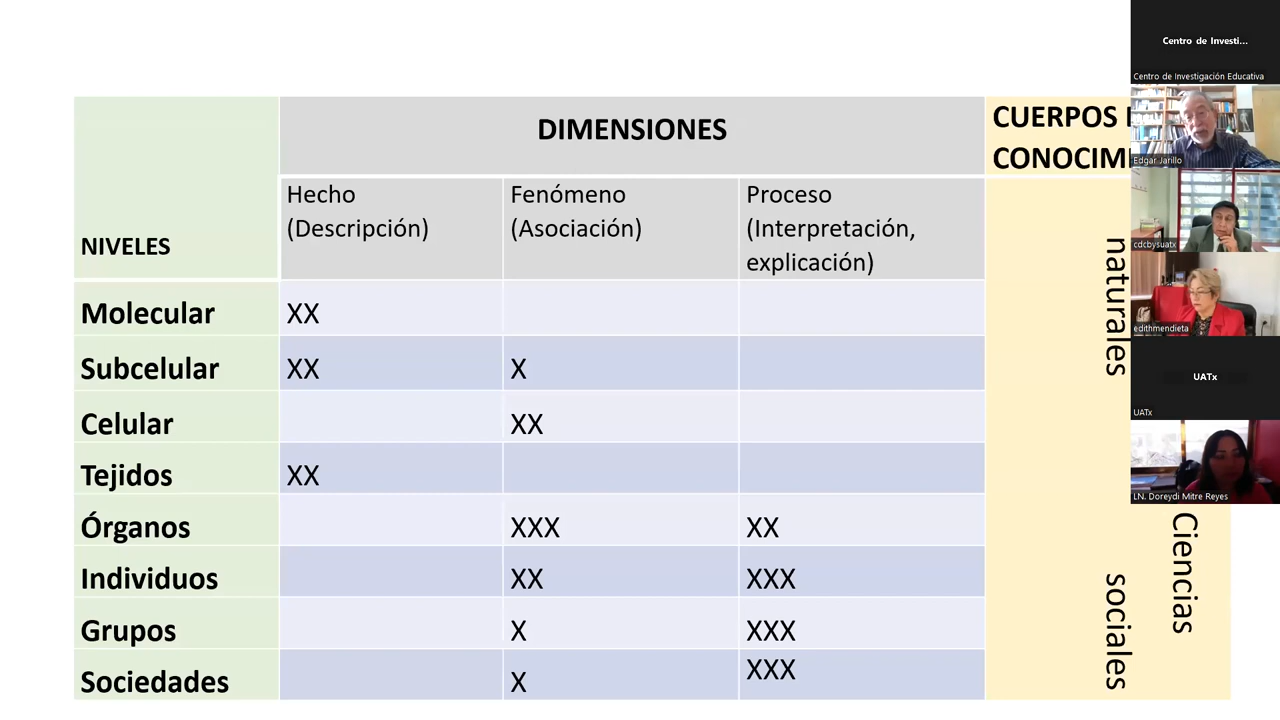 DIMENSIONES
CUERPOS
CONOCIM
NIVELES
Hecho
(Descripción)
Fenómeno
(Asociación)
Proceso
(Interpretación,
explicación)
Molecular XX
Subcelular XX X
Celular XX
Tejidos XX
Órganos XXX XX
Individuos XX XXX
Grupos X XXX
Sociedades X XXX
naturales
Ciencias
sociales
Centro de Investi...
Centro de Investigación Educativa
Edgar Jarillo
cdcbysuatx
edithmendieta
UATx
UATx
LN. Doreydi Mitre Reyes